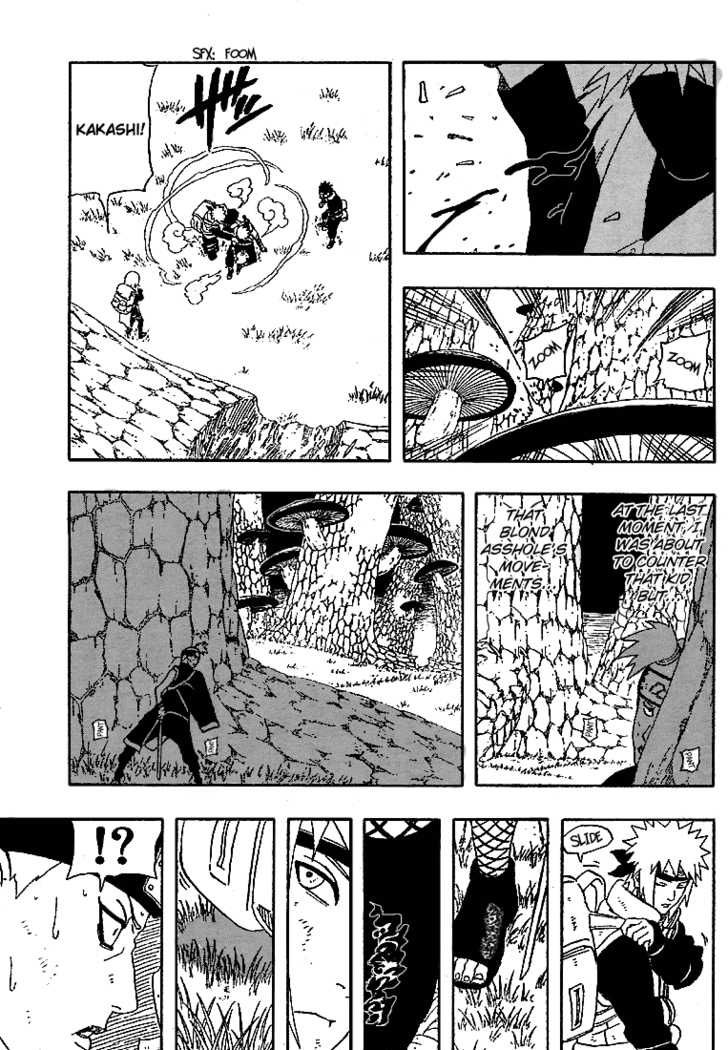 ZOOM
ZOOM
SFX: FOOM
KAKASHI!
AT THE LAST
MOMENT, I
WAS ABOUT
TO COUNTER
THAT KID,
BUT...
THAT
BLOND
ASSHOLE'S
MOVE-
MENTS...
SLIDE
!?